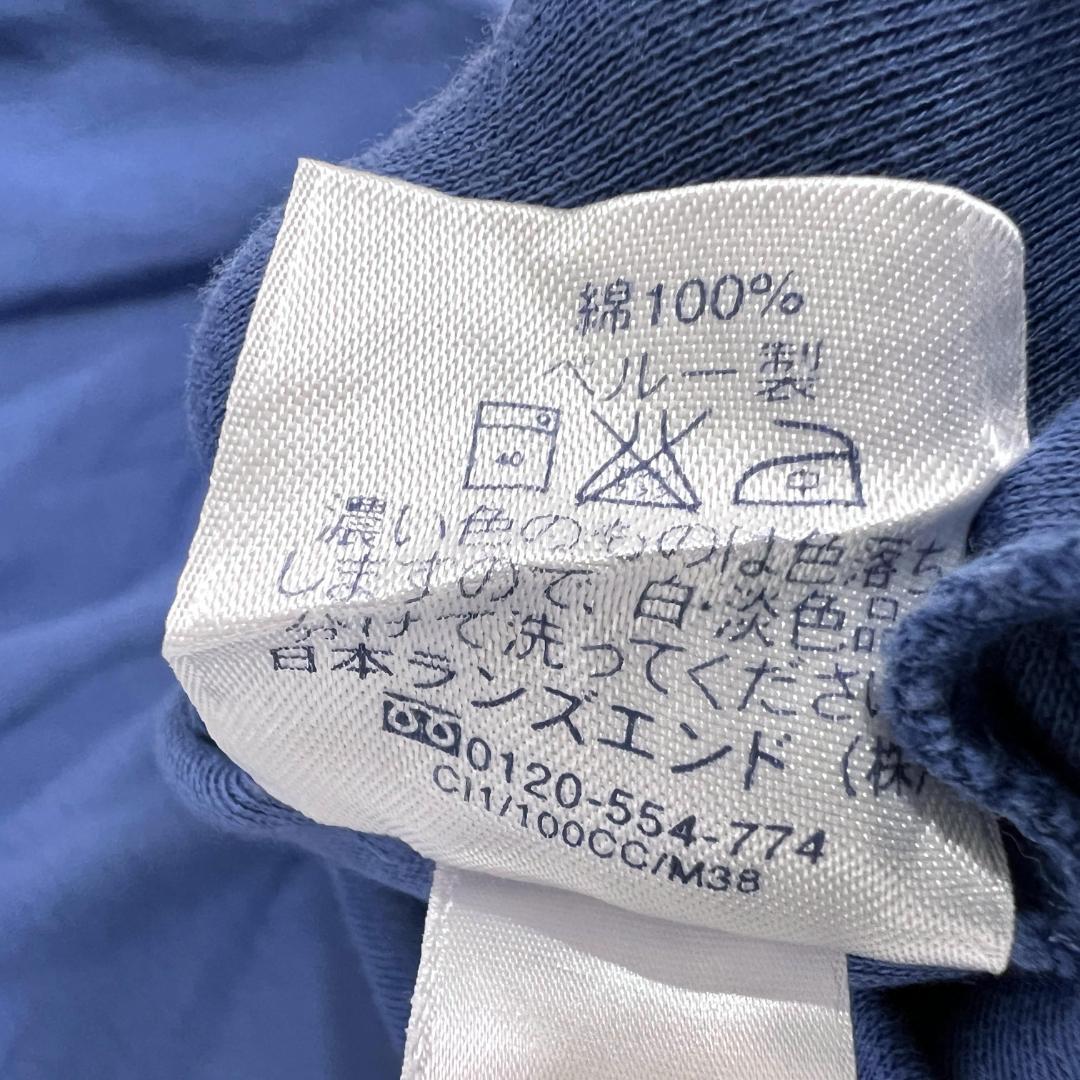 綿100%
ペルー製
40
中
濃い色のものは色落ち
しますので、白・淡色品
分けて洗ってくださ
日本ランズエンド(株
0120-554-774
CI1/100CC/M38